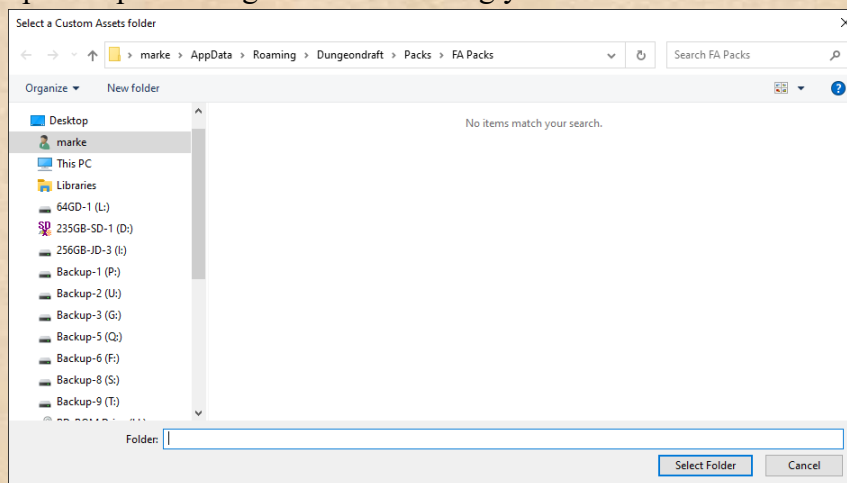 Select a Custom Assets folder
marke > AppData > Roaming > Dungeondraft > Packs > FA Packs
Search FA Packs
Organize
New folder
No items match your search.
Desktop
marke
This PC
Libraries
64GD-1 (L:)
235GB-SD-1 (D:)
256GB-JD-3 (I:)
Backup-1 (P:)
Backup-2 (U:)
Backup-3 (G:)
Backup-5 (Q:)
Backup-6 (F:)
Backup-8 (S:)
Backup-9 (T:)
Folder:
Select Folder
Cancel